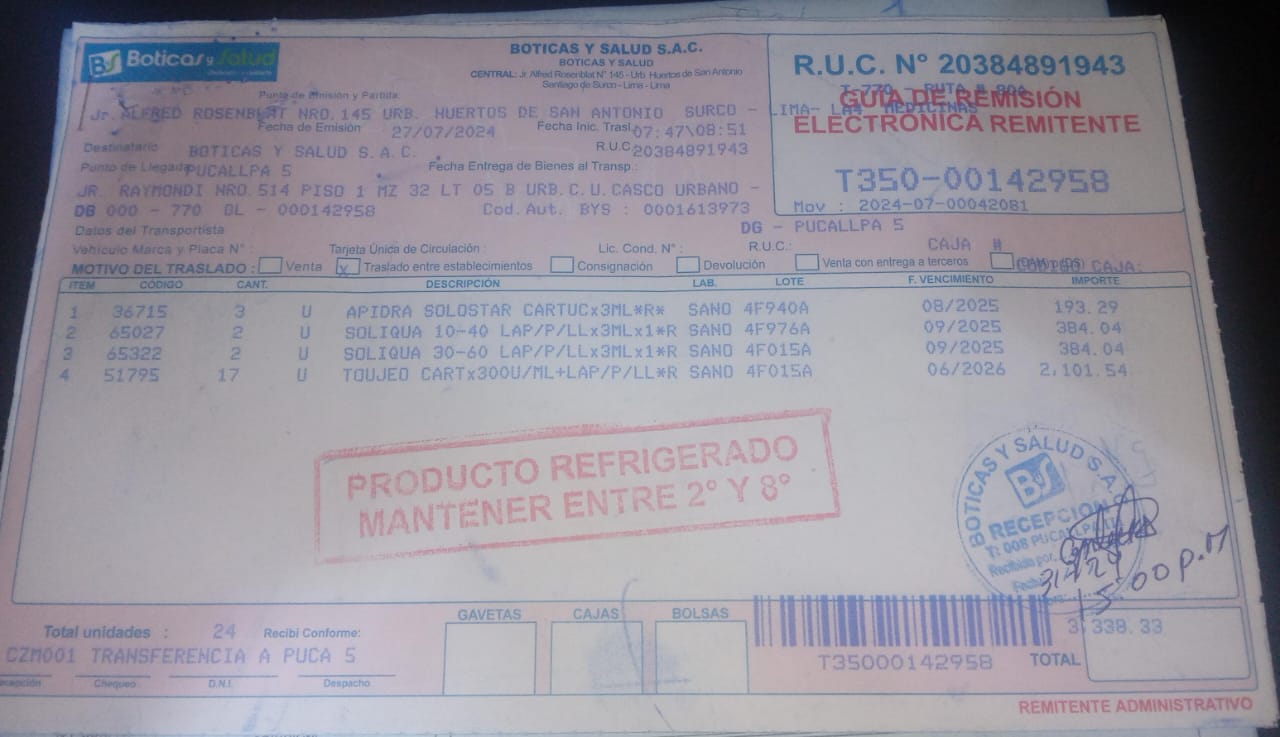 Boticas y Salud
BOTICAS Y SALUD S.A.C.
BOTICAS Y SALUD
CENTRAL: Jr. Alfred Rosenblat N° 145 - Urb. Huertos de San Antonio
Santiago de Surco - Lima - Lima
R.U.C. N° 20384891943
GUÍA DE REMISIÓN
ELECTRÓNICA REMITENTE
T350-00142958
Mov : 2024-07-00042081
Punto de Emisión y Partida:
Jr. ALFRED ROSENBLAT NRO.145 URB. HUERTOS DE SAN ANTONIO SURCO - LIMA- LAS MEDICINAS
Fecha de Emisión 27/07/2024 Fecha Inic. Trasl. 07:47\08:51
Destinatario BOTICAS Y SALUD S.A.C. R.U.C. 20384891943
Punto de Llegada PUCALLPA 5 Fecha Entrega de Bienes al Transp.:
JR. RAYMONDI NRO.514 PISO 1 MZ 32 LT 05 B URB.C.U.CASCO URBANO -
DB 000 - 770 GL - 000142958 Cod.Aut. BYS : 0001613973 DG - PUCALLPA 5
Datos del Transportista
Vehículo Marca y Placa N° : Tarjeta Única de Circulación : Lic. Cond. N° : R.U.C.: CAJA #
MOTIVO DEL TRASLADO : Venta X Traslado entre establecimientos Consignación Devolución Venta con entrega a terceros CODIGO CAJA:
ITEM CÓDIGO CANT. DESCRIPCIÓN LAB. LOTE F. VENCIMIENTO IMPORTE
1 36715 3 U APIDRA SOLOSTAR CARTUCx3ML*R* SANO 4F940A 08/2025 193.29
2 65027 2 U SOLIQUA 10-40 LAP/P/LLx3MLx1*R SANO 4F976A 09/2025 384.04
3 65322 2 U SOLIQUA 30-60 LAP/P/LLx3MLx1*R SANO 4F015A 09/2025 384.04
4 51795 17 U TOUJEO CARTx300U/ML+LAP/P/LL*R SANO 4F015A 06/2026 2,101.54
PRODUCTO REFRIGERADO
MANTENER ENTRE 2° Y 8°
BOTICAS Y SALUD S.A.C.
BS
RECEPCION
T: 008
Recibido por:
Fecha:
00 p.m
GAVETAS CAJAS BOLSAS
Total unidades : 24 Recibí Conforme:
3,338.33
CZM001 TRANSFERENCIA A PUCA 5
T35000142958 TOTAL
Chequeo D.N.I. Despacho
REMITENTE ADMINISTRATIVO